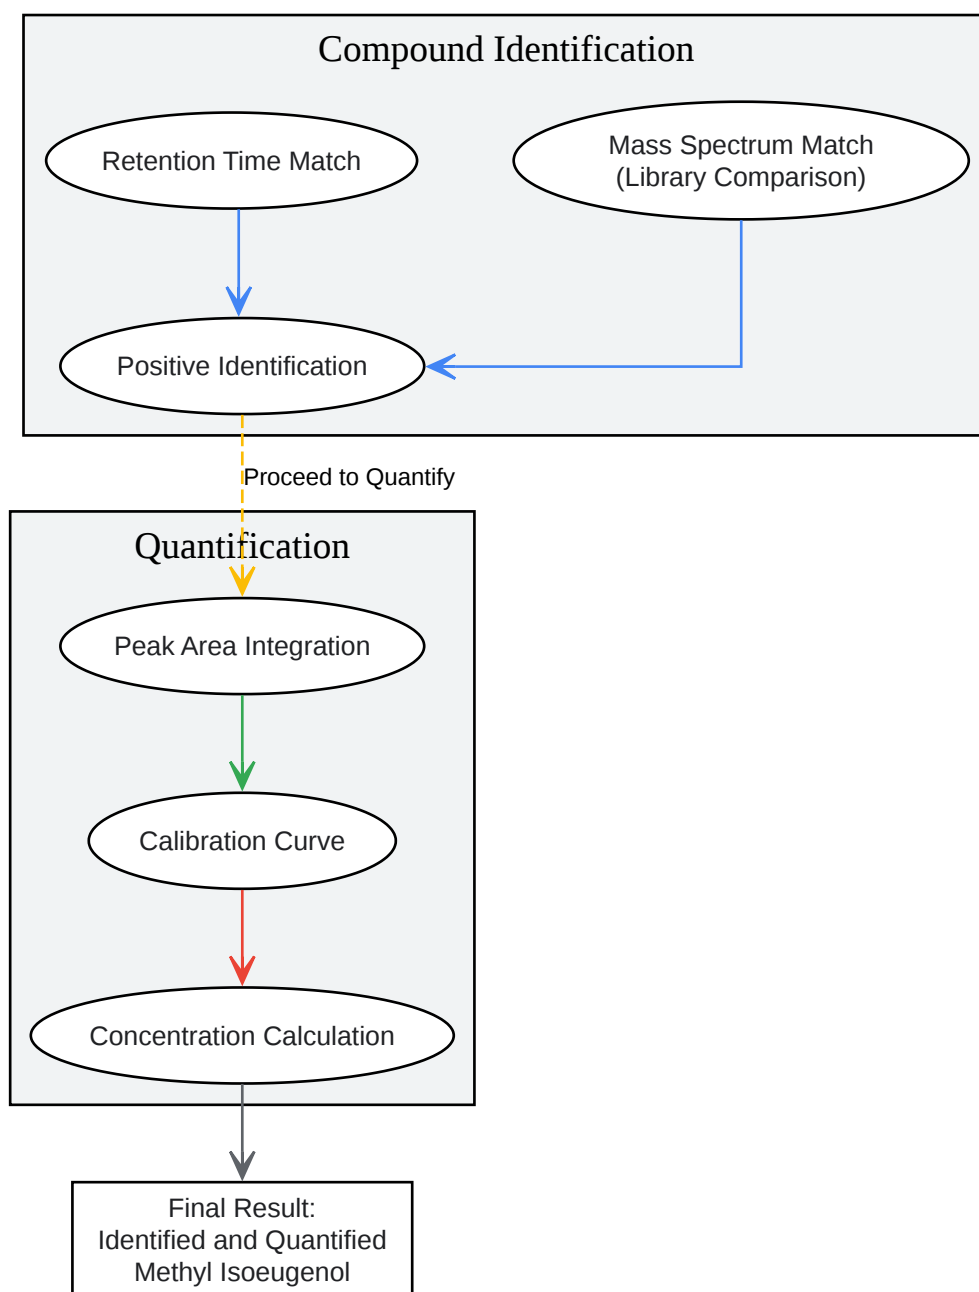 Compound Identification
Retention Time Match
Mass Spectrum Match
(Library Comparison)
Positive Identification
Proceed to Quantify
Quantification
Peak Area Integration
Calibration Curve
Concentration Calculation
Final Result:
Identified and Quantified
Methyl Isoeugenol